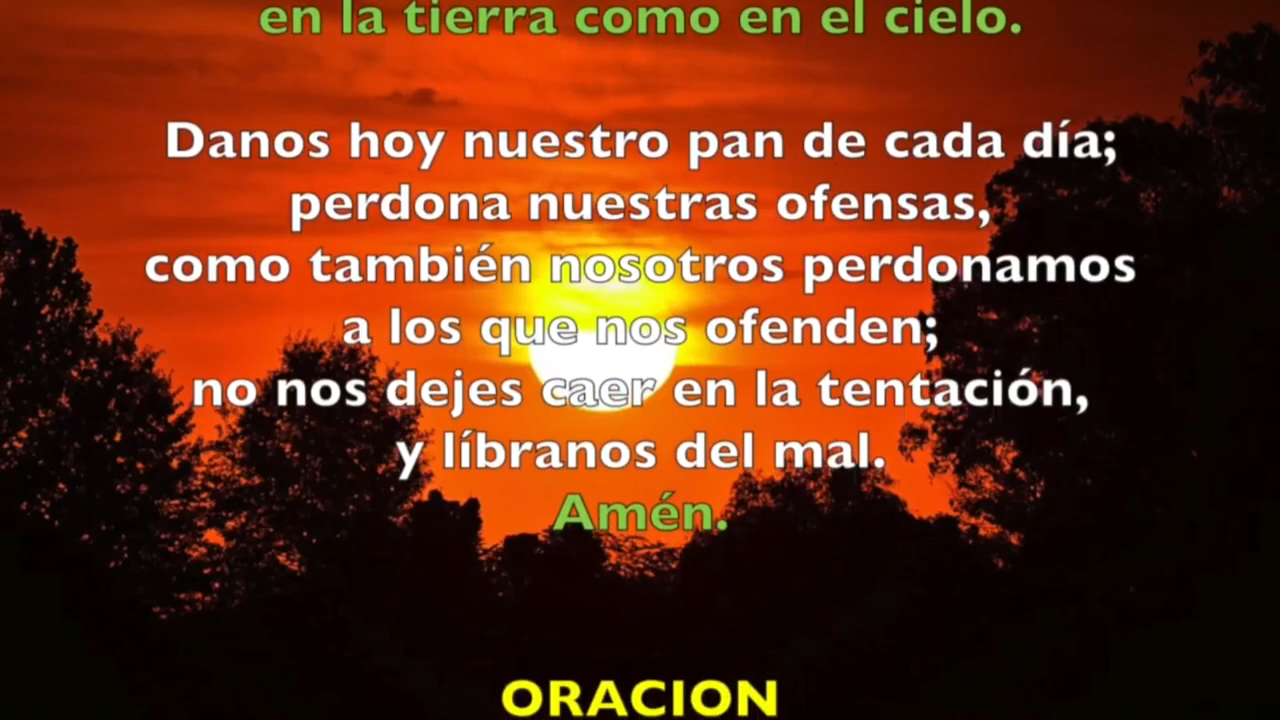 en la tierra como en el cielo.
Danos hoy nuestro pan de cada día;
perdona nuestras ofensas,
como también nosotros perdonamos
a los que nos ofenden;
no nos dejes caer en la tentación,
y líbranos del mal.
Amén.
ORACION